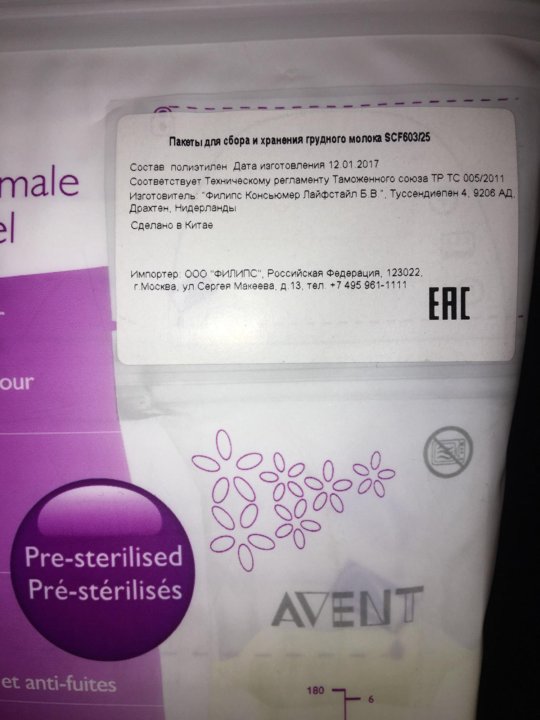 Пакеты для сбора и хранения грудного молока SCF603/25
Состав полиэтилен Дата изготовления 12.01.2017
Соответствует Техническому регламенту Таможенного союза ТР ТС 005/2011
Изготовитель: "Филипс Консьюмер Лайфстайл Б.В.", Туссендиепен 4, 9206 АД,
Драхтен, Нидерланды
Сделано в Китае
Импортер: ООО "ФИЛИПС", Российская Федерация, 123022,
г.Москва, ул Сергея Макеева, д.13, тел. +7 495 961-1111
EAC
male
el
our
Pre-sterilised
Pré-stérilisés
AVENT
et anti-fuites
180
6